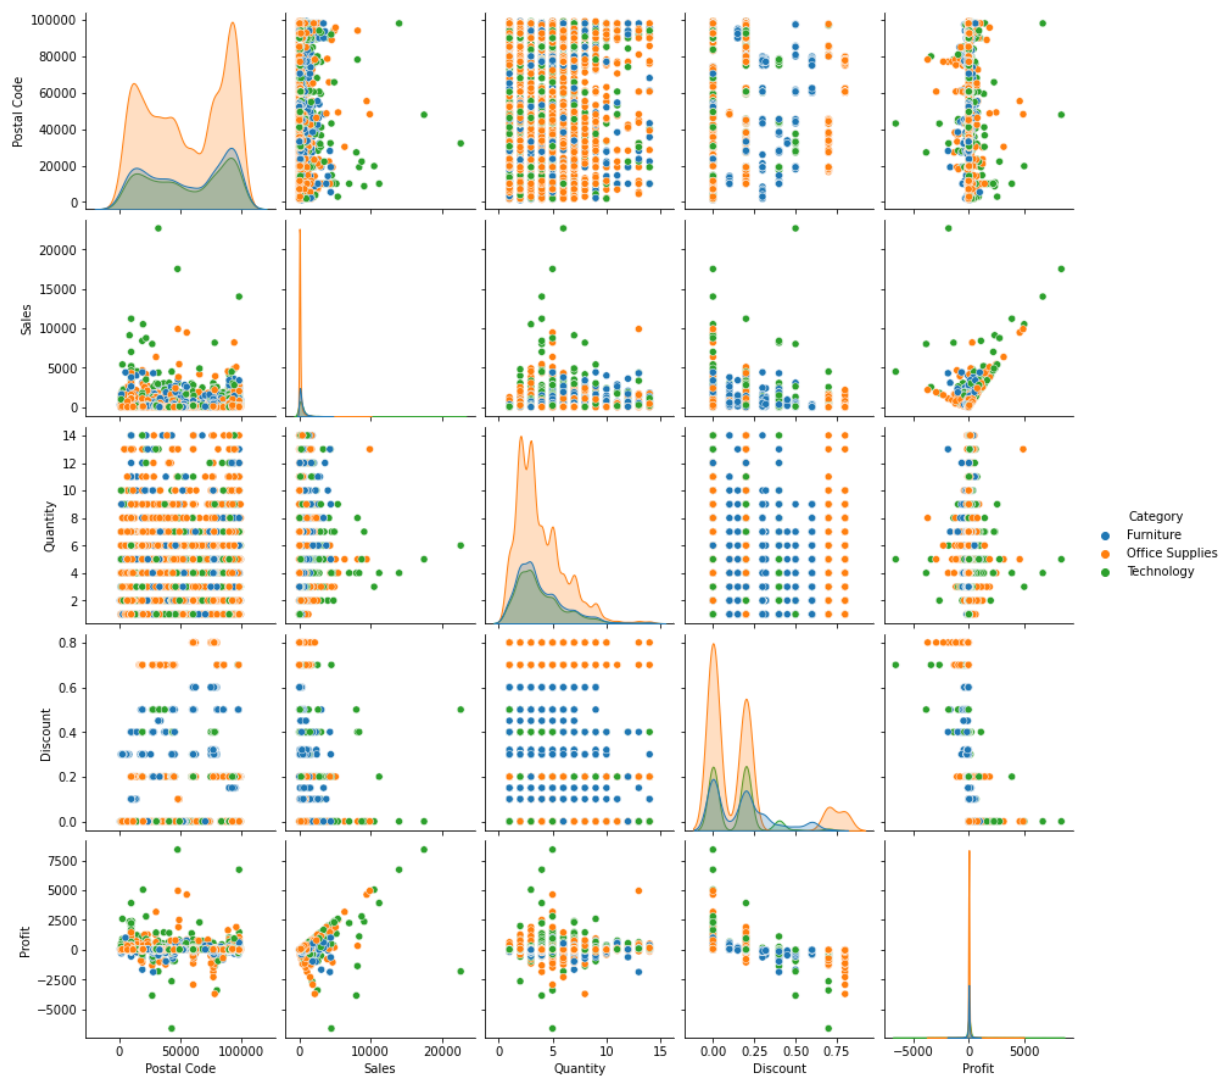 100000
80000
60000
40000
20000
0
Postal Code
20000
15000
10000
5000
0
Sales
14
12
10
8
6
4
2
Quantity
Category
Furniture
Office Supplies
Technology
0.8
0.6
0.4
0.2
0.0
Discount
7500
5000
2500
0
−2500
−5000
Profit
0 50000 100000 0 10000 20000 0 5 10 15 0.00 0.25 0.50 0.75 −5000 0 5000
Postal Code Sales Quantity Discount Profit